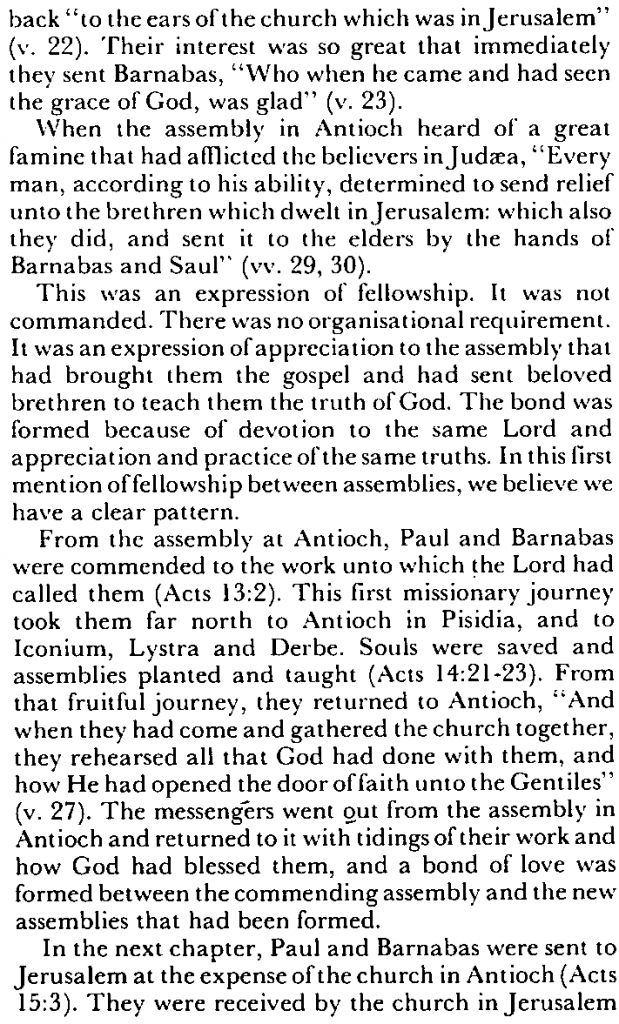 back “to the ears of the church which was in Jerusalem”
(v. 22). Their interest was so great that immediately
they sent Barnabas, “Who when he came and had seen
the grace of God, was glad” (v. 23).
When the assembly in Antioch heard of a great
famine that had afflicted the believers in Judæa, “Every
man, according to his ability, determined to send relief
unto the brethren which dwelt in Jerusalem: which also
they did, and sent it to the elders by the hands of
Barnabas and Saul” (vv. 29, 30).
This was an expression of fellowship. It was not
commanded. There was no organisational requirement.
It was an expression of appreciation to the assembly that
had brought them the gospel and had sent beloved
brethren to teach them the truth of God. The bond was
formed because of devotion to the same Lord and
appreciation and practice of the same truths. In this first
mention of fellowship between assemblies, we believe we
have a clear pattern.
From the assembly at Antioch, Paul and Barnabas
were commended to the work unto which the Lord had
called them (Acts 13:2). This first missionary journey
took them far north to Antioch in Pisidia, and to
Iconium, Lystra and Derbe. Souls were saved and
assemblies planted and taught (Acts 14:21-23). From
that fruitful journey, they returned to Antioch, “And
when they had come and gathered the church together,
they rehearsed all that God had done with them, and
how He had opened the door of faith unto the Gentiles”
(v. 27). The messengers went out from the assembly in
Antioch and returned to it with tidings of their work and
how God had blessed them, and a bond of love was
formed between the commending assembly and the new
assemblies that had been formed.
In the next chapter, Paul and Barnabas were sent to
Jerusalem at the expense of the church in Antioch (Acts
15:3). They were received by the church in Jerusalem